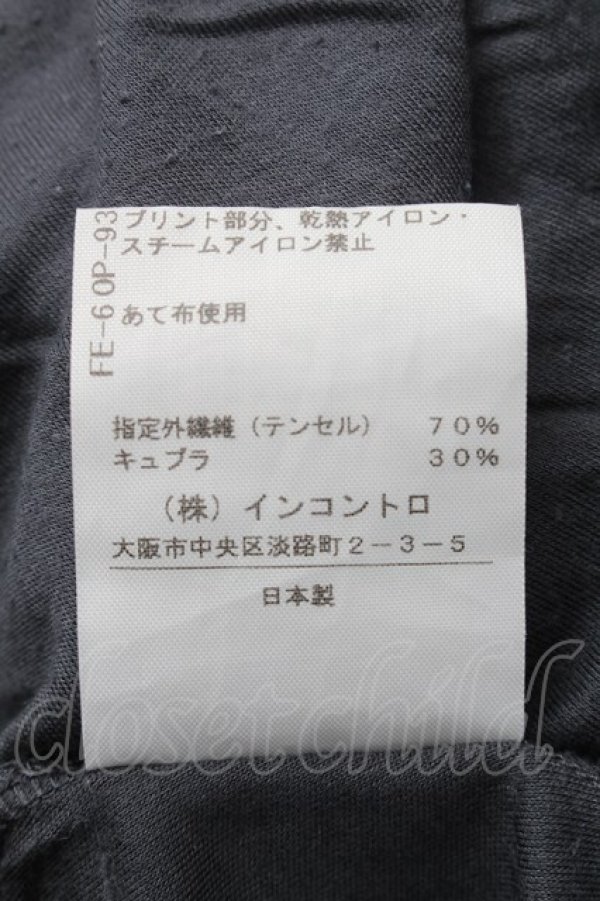 FE-6 OP-93
プリント部分、乾熱アイロン・
スチームアイロン禁止
あて布使用
指定外繊維（テンセル） ７０％
キュプラ ３０％
（株）インコントロ
大阪市中央区淡路町２－３－５
日本製
closet child